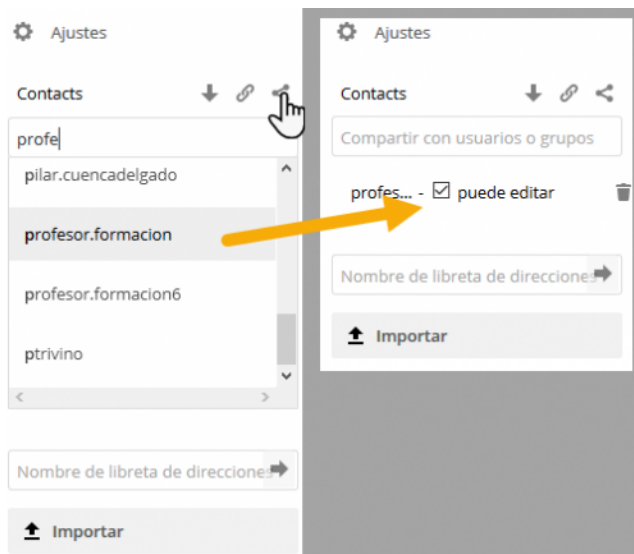 Ajustes
Contacts
profe
pilar.cuencadelgado
profesor.formacion
profesor.formacion6
ptrivino
Nombre de libreta de direcciones
Importar
Ajustes
Contacts
Compartir con usuarios o grupos
profes... - puede editar
Nombre de libreta de direcciones
Importar